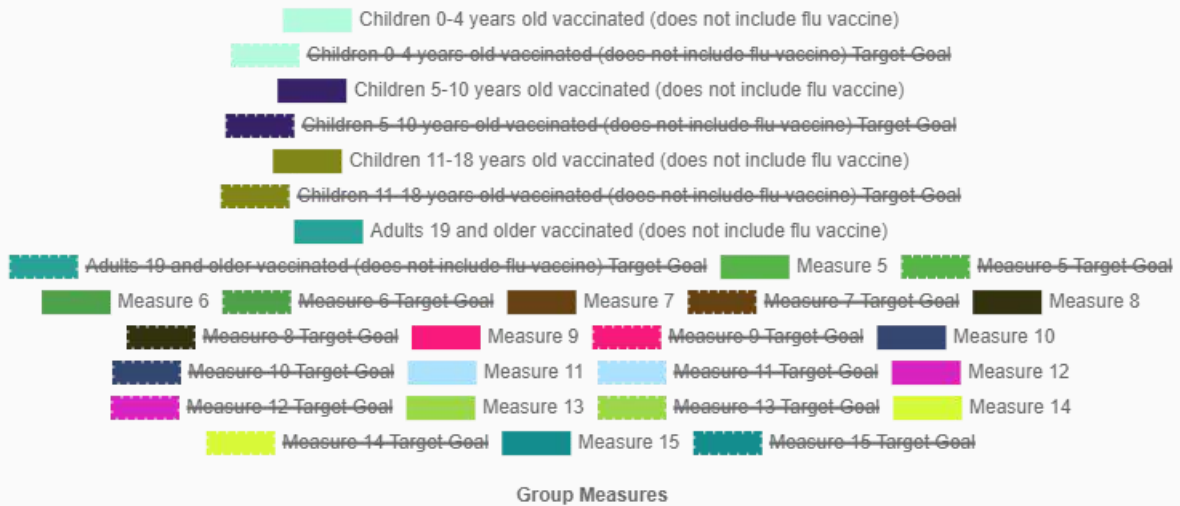 Children 0-4 years old vaccinated (does not include flu vaccine)
Children 0-4 years old vaccinated (does not include flu vaccine) Target Goal
Children 5-10 years old vaccinated (does not include flu vaccine)
Children 5-10 years old vaccinated (does not include flu vaccine) Target Goal
Children 11-18 years old vaccinated (does not include flu vaccine)
Children 11-18 years old vaccinated (does not include flu vaccine) Target Goal
Adults 19 and older vaccinated (does not include flu vaccine)
Adults 19 and older vaccinated (does not include flu vaccine) Target Goal Measure 5 Measure 5 Target Goal
Measure 6 Measure 6 Target Goal Measure 7 Measure 7 Target Goal Measure 8
Measure 8 Target Goal Measure 9 Measure 9 Target Goal Measure 10
Measure 10 Target Goal Measure 11 Measure 11 Target Goal Measure 12
Measure 12 Target Goal Measure 13 Measure 13 Target Goal Measure 14
Measure 14 Target Goal Measure 15 Measure 15 Target Goal
Group Measures